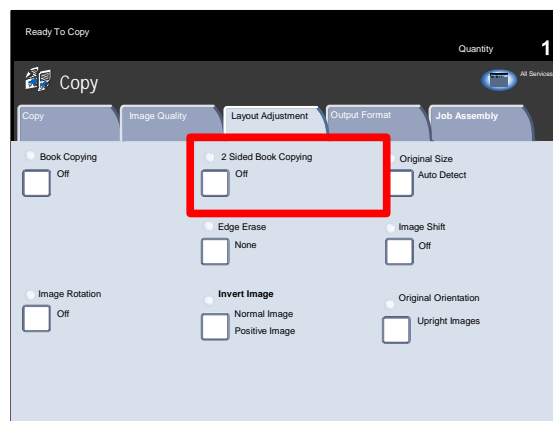 Ready To Copy
Quantity 1
Copy
All Services
Copy Image Quality Layout Adjustment Output Format Job Assembly
Book Copying 2 Sided Book Copying Original Size
Off Off Auto Detect
Edge Erase Image Shift
None Off
Image Rotation Invert Image Original Orientation
Off Normal Image Upright Images
Positive Image